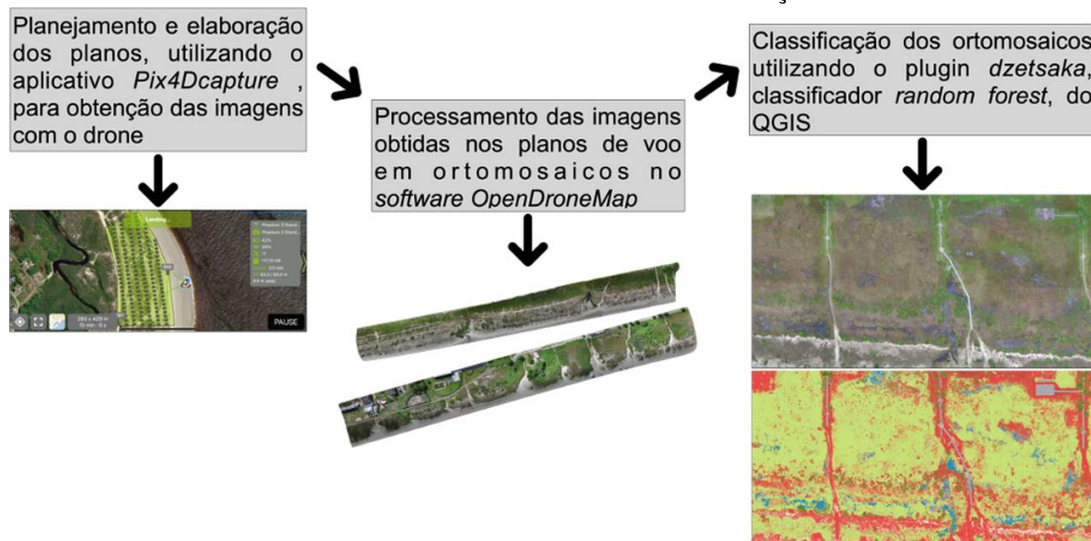 Planejamento e elaboração
dos planos, utilizando o
aplicativo Pix4Dcapture ,
para obtenção das imagens
com o drone
Processamento das imagens
obtidas nos planos de voo
em ortomosaicos no
software OpenDroneMap
Classificação dos ortomosaicos
utilizando o plugin dzetsaka,
classificador random forest, do
QGIS
Landing...
PAUSE